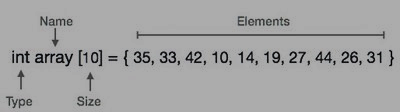 Name
Elements
int array [10] = { 35, 33, 42, 10, 14, 19, 27, 44, 26, 31 }
Type
Size